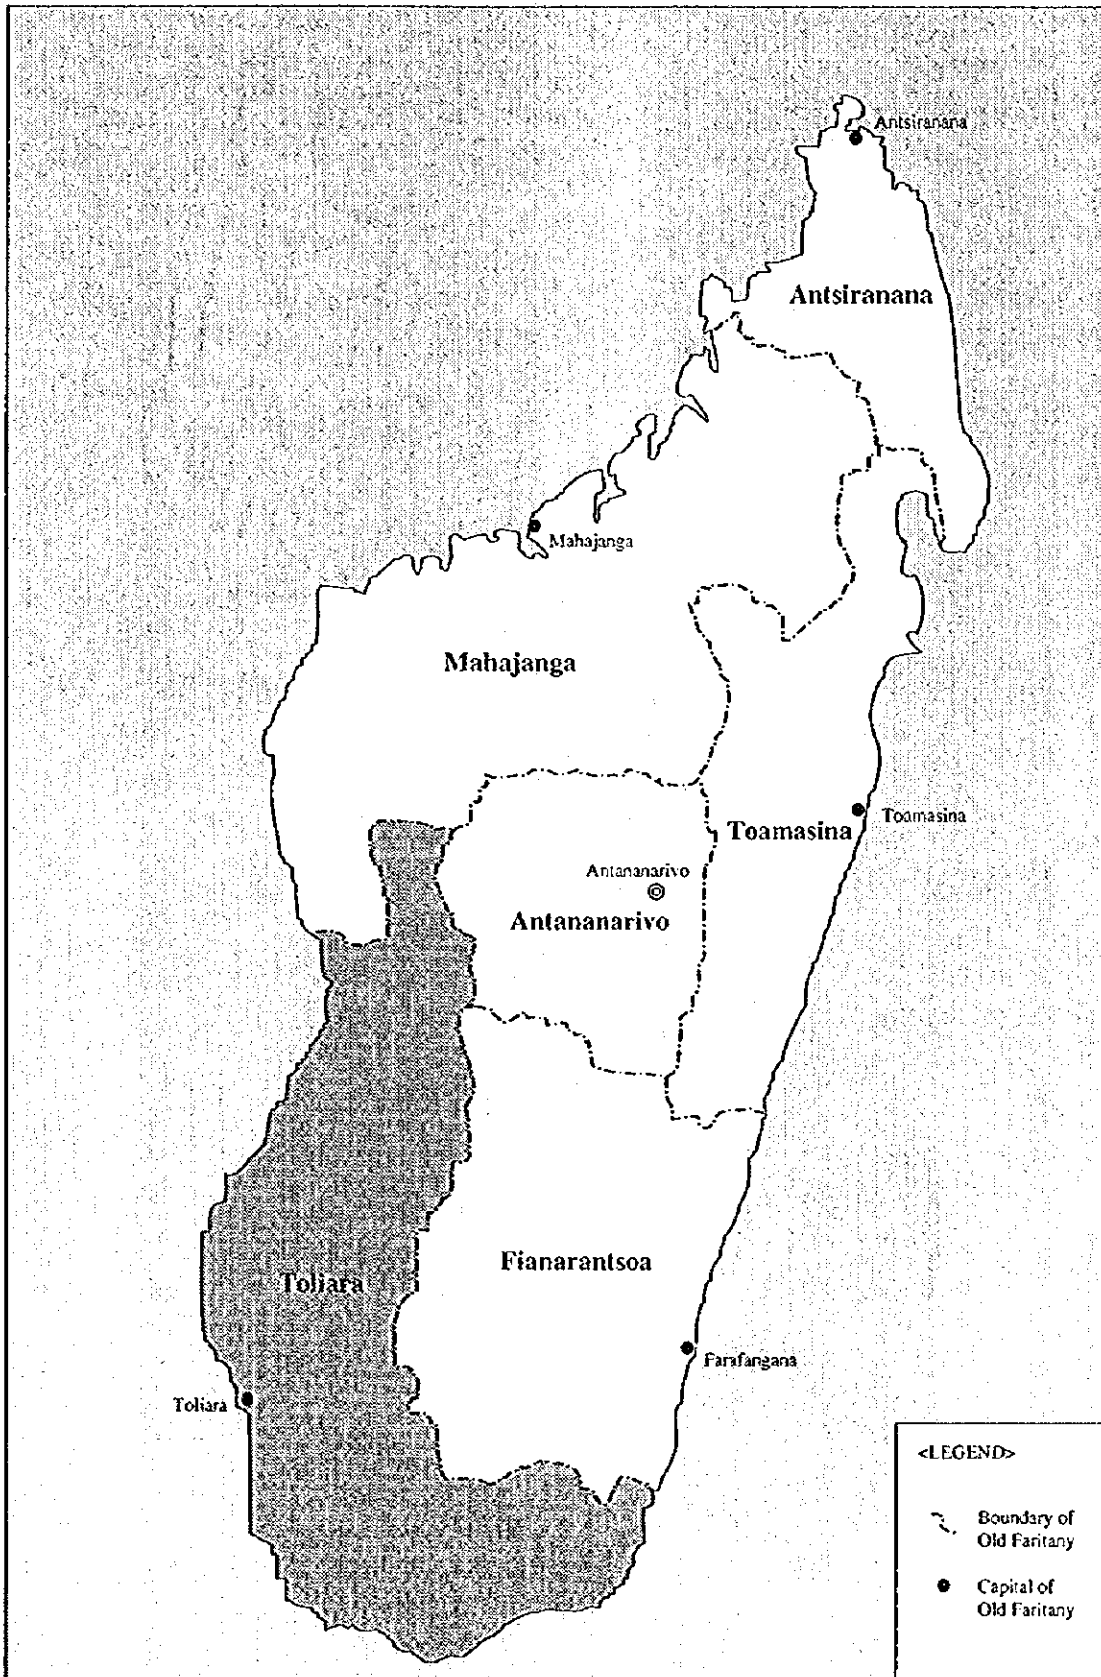 Antsiranana
Antsiranana
Mahajanga
Mahajanga
Toamasina
Toamasina
Antananarivo
Antananarivo
Fianarantsoa
Toliara
Farafangana
Toliara
<LEGEND>
Boundary of
Old Faritany
Capital of
Old Faritany